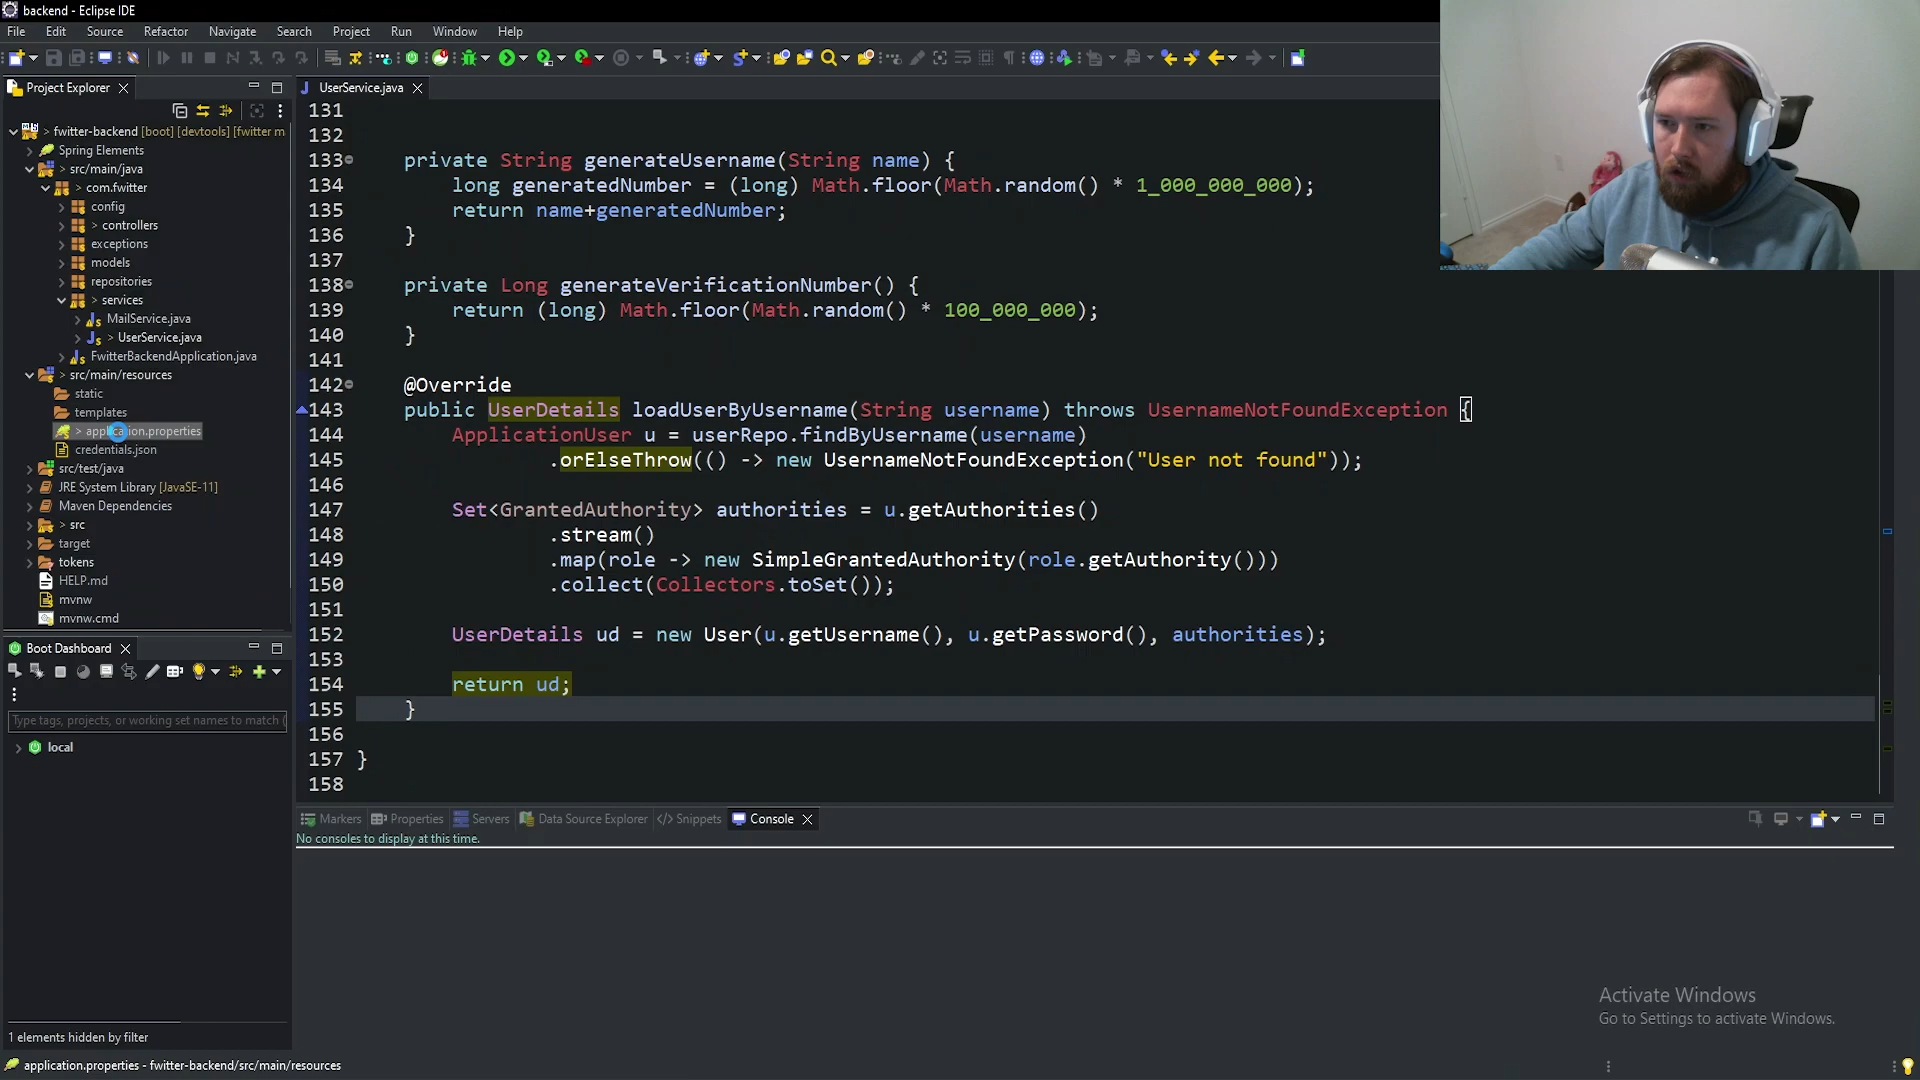 backend - Eclipse IDE
File Edit Source Refactor Navigate Search Project Run Window Help
Project Explorer
UserService.java
> fwitter-backend [boot] [devtools] [fwitter m
Spring Elements
> src/main/java
> com.fwitter
config
> controllers
exceptions
models
repositories
> services
MailService.java
> UserService.java
FwitterBackendApplication.java
> src/main/resources
static
templates
> application.properties
credentials.json
src/test/java
JRE System Library [JavaSE-11]
Maven Dependencies
> src
target
tokens
HELP.md
mvnw
mvnw.cmd
131
132
133 private String generateUsername(String name) {
134 long generatedNumber = (long) Math.floor(Math.random() * 1_000_000_000);
135 return name+generatedNumber;
136 }
137
138 private Long generateVerificationNumber() {
139 return (long) Math.floor(Math.random() * 100_000_000);
140 }
141
142 @Override
143 public UserDetails loadUserByUsername(String username) throws UsernameNotFoundException {
144 ApplicationUser u = userRepo.findByUsername(username)
145 .orElseThrow(() -> new UsernameNotFoundException("User not found"));
146
147 Set<GrantedAuthority> authorities = u.getAuthorities()
148 .stream()
149 .map(role -> new SimpleGrantedAuthority(role.getAuthority()))
150 .collect(Collectors.toSet());
151
152 UserDetails ud = new User(u.getUsername(), u.getPassword(), authorities);
153
154 return ud;
155 }
156
157 }
158
Boot Dashboard
Type tags, projects, or working set names to match (
local
1 elements hidden by filter
Markers Properties Servers Data Source Explorer Snippets Console
No consoles to display at this time.
Activate Windows
Go to Settings to activate Windows.
application.properties - fwitter-backend/src/main/resources